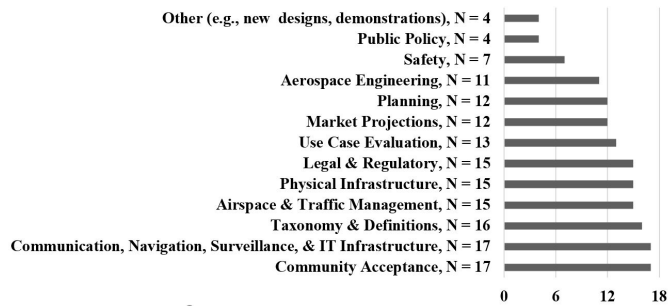 Other (e.g., new designs, demonstrations), N = 4
Public Policy, N = 4
Safety, N = 7
Aerospace Engineering, N = 11
Planning, N = 12
Market Projections, N = 12
Use Case Evaluation, N = 13
Legal & Regulatory, N = 15
Physical Infrastructure, N = 15
Airspace & Traffic Management, N = 15
Taxonomy & Definitions, N = 16
Communication, Navigation, Surveillance, & IT Infrastructure, N = 17
Community Acceptance, N = 17
0 6 12 18